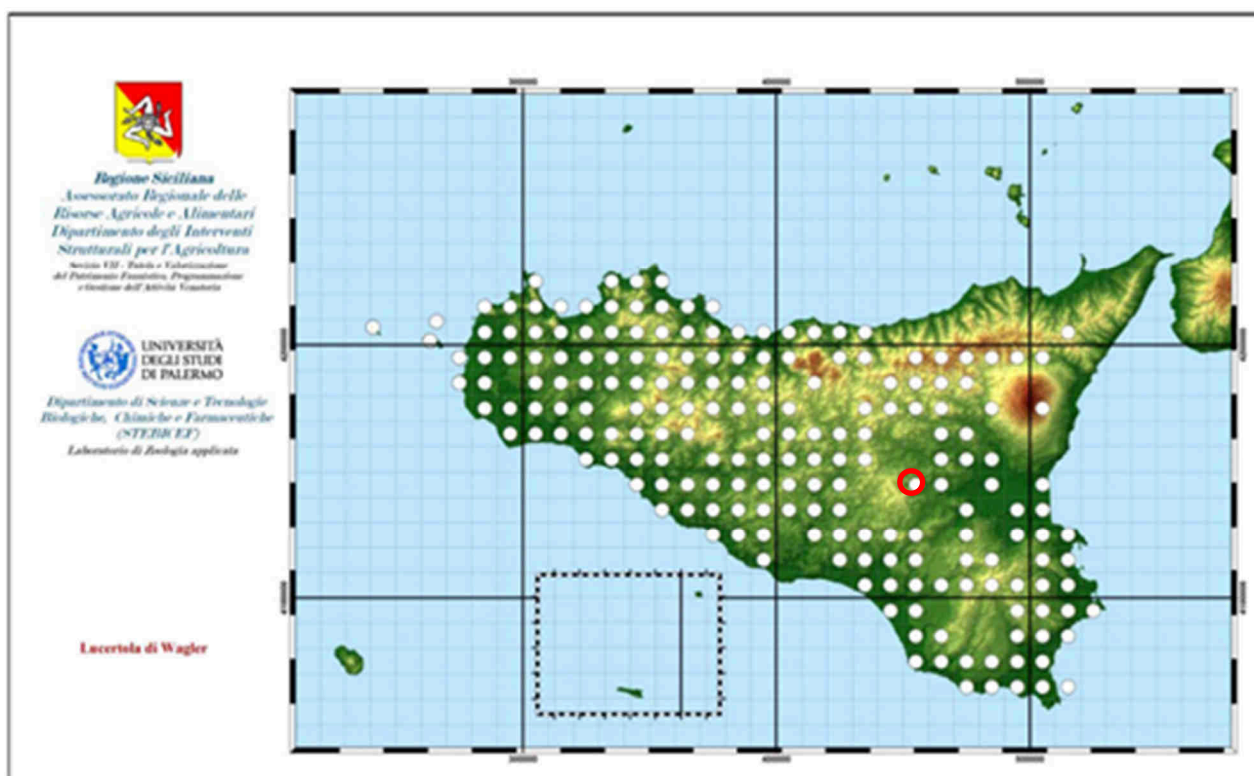 Regione Siciliana
Assessorato Regionale delle
Risorse Agricole e Alimentari
Dipartimento degli Interventi
Strutturali per l'Agricoltura
Servizio VII - Tutela e Valorizzazione
del Patrimonio Faunistico, Programmazione
e Gestione dell'Attività Venatoria
UNIVERSITÀ
DEGLI STUDI
DI PALERMO
Dipartimento di Scienze e Tecnologie
Biologiche, Chimiche e Farmaceutiche
(STEBICEF)
Laboratorio di Zoologia applicata
Lucertola di Wagler